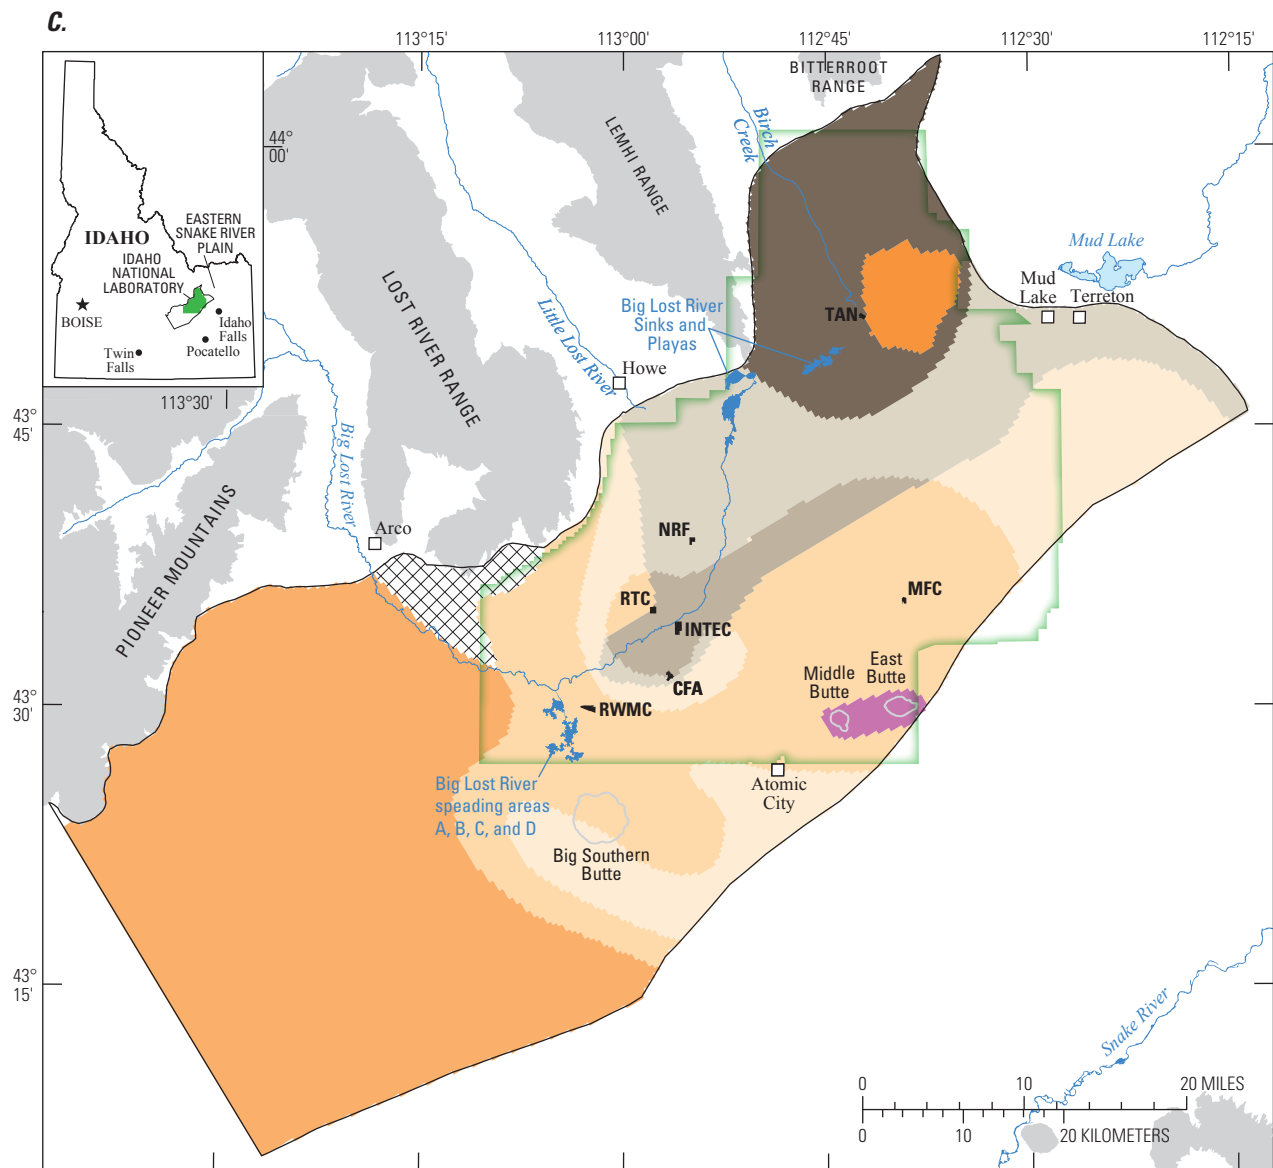 C.
113°15'
113°00'
112°45'
112°30'
112°15'
BITTERROOT
RANGE
Birch
Creek
44°
00'
LEMHI RANGE
EASTERN
SNAKE RIVER
PLAIN
IDAHO
IDAHO
NATIONAL
LABORATORY
BOISE
Idaho
Falls
Pocatello
Twin
Falls
Mud Lake
Mud
Lake
Terreton
LOST RIVER RANGE
Little Lost River
Big Lost River
Sinks and
Playas
TAN
Howe
113°30'
43°
45'
Big Lost River
PIONEER MOUNTAINS
Arco
NRF
RTC
INTEC
MFC
CFA
Middle
Butte
East
Butte
43°
30'
RWMC
Big Lost River
speading areas
A, B, C, and D
Atomic
City
Big Southern
Butte
43°
15'
Snake River
0
10
20 MILES
0
10
20 KILOMETERS